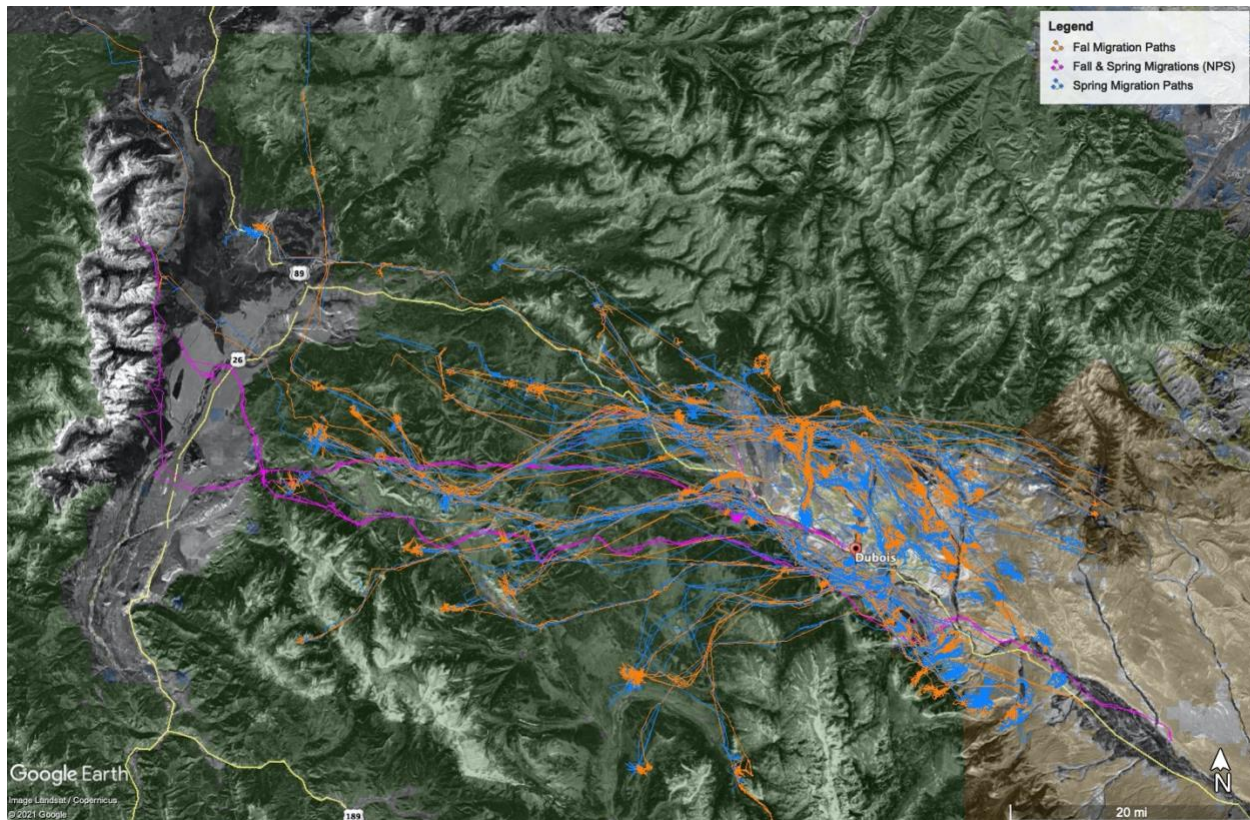 Legend
Fal Migration Paths
Fall & Spring Migrations (NPS)
Spring Migration Paths
89
26
Dubois
Google Earth
Image Landsat / Copernicus
© 2021 Google
189
N
20 mi